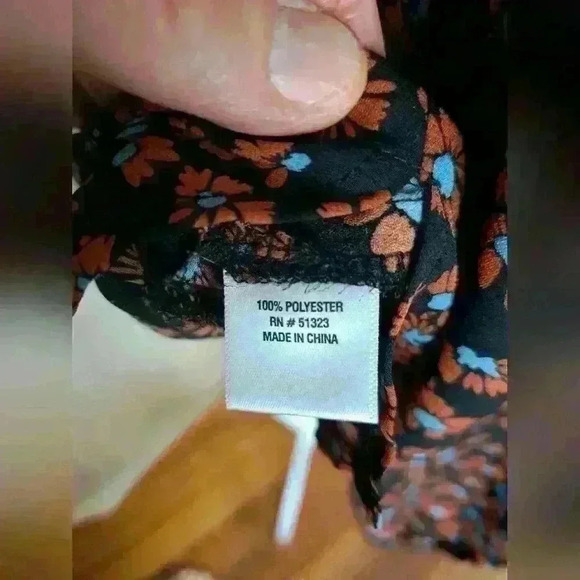 100% POLYESTER
RN # 51323
MADE IN CHINA